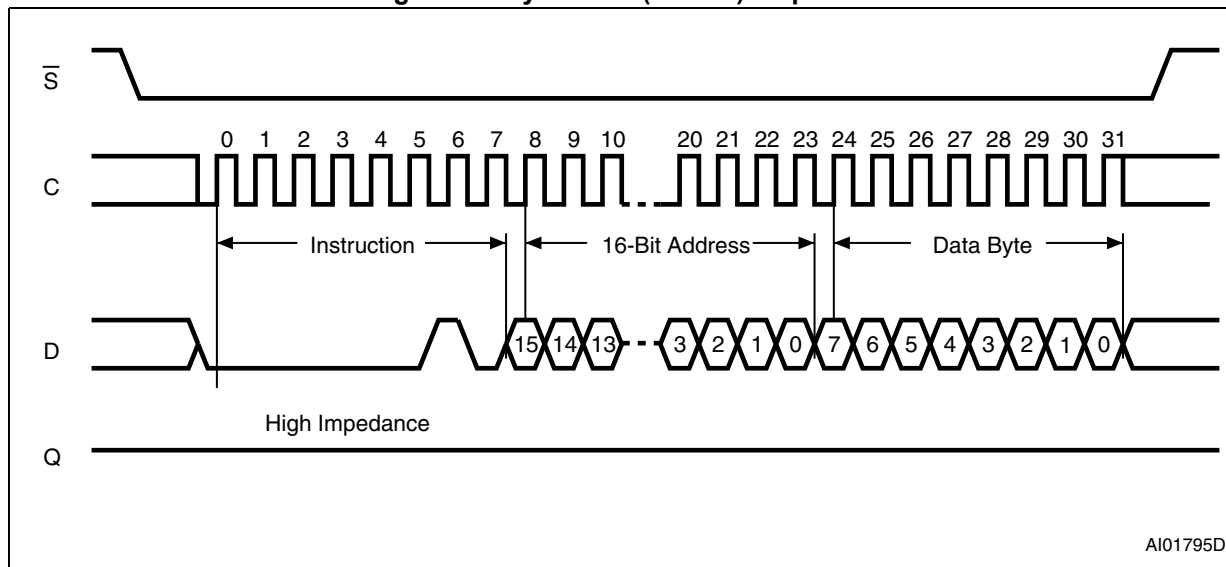 S
0 1 2 3 4 5 6 7 8 9 10 20 21 22 23 24 25 26 27 28 29 30 31
C
Instruction 16-Bit Address Data Byte
D
15 14 13 3 2 1 0 7 6 5 4 3 2 1 0
High Impedance
Q
AI01795D